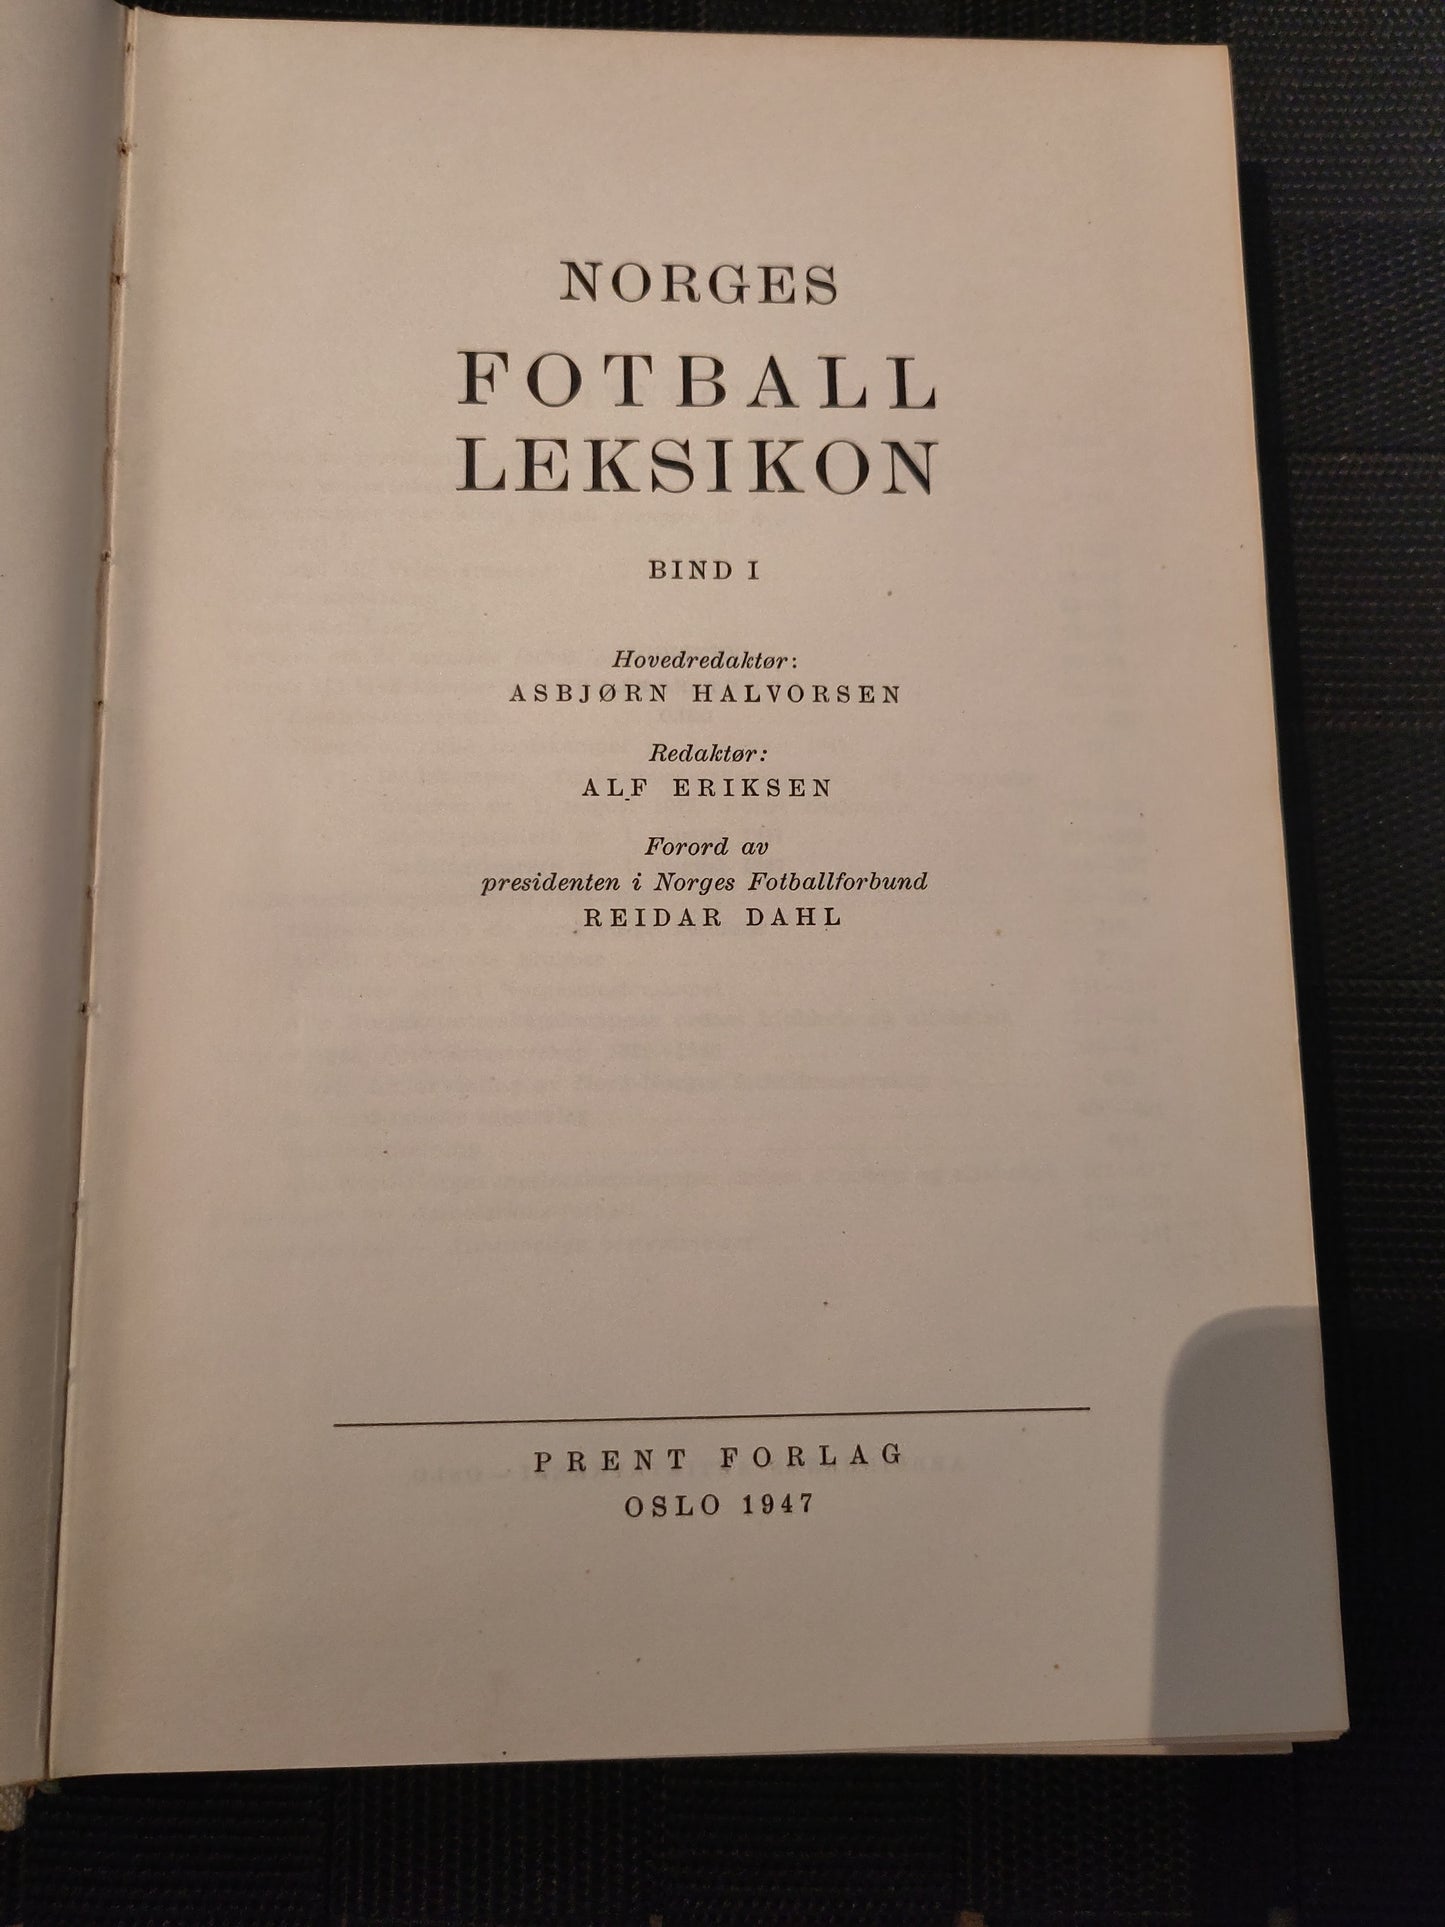 NORGES
FOTBALL
LEKSIKON
BIND I
Hovedredaktør:
ASBJØRN HALVORSEN
Redaktør:
ALF ERIKSEN
Forord av
presidenten i Norges Fotballforbund
REIDAR DAHL
PRENT FORLAG
OSLO 1947